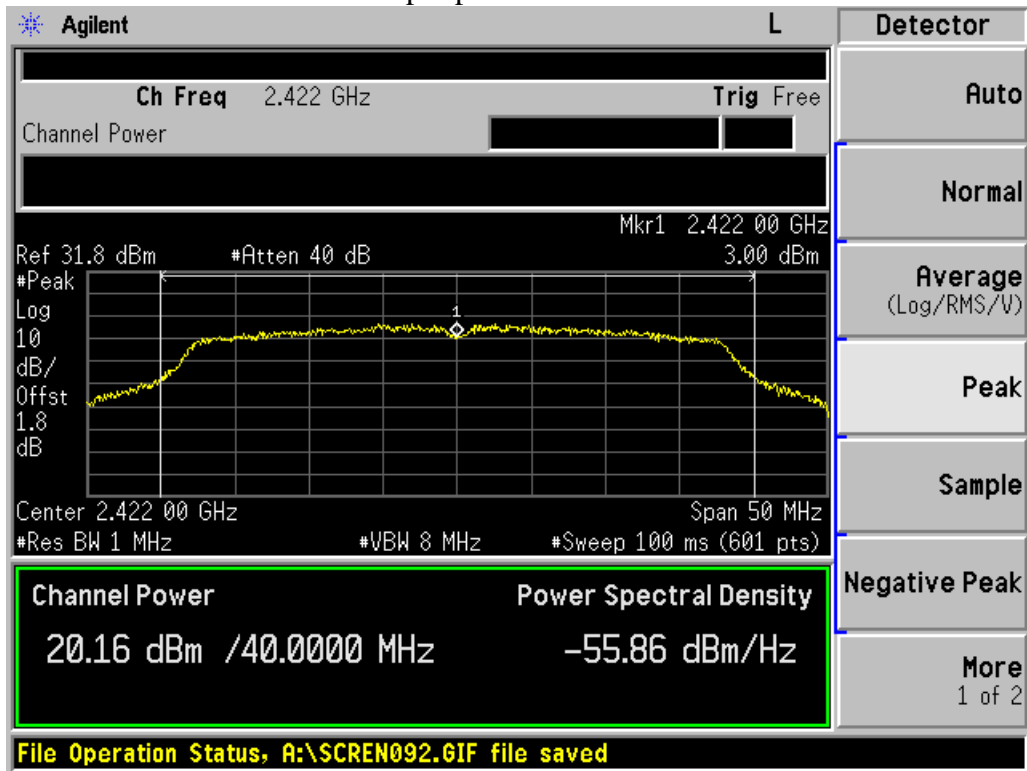 Agilent L Detector
Ch Freq 2.422 GHz Trig Free
Channel Power
Auto
Normal
Mkr1 2.422 00 GHz
Ref 31.8 dBm #Atten 40 dB 3.00 dBm
#Peak
Log
10
dB/
Offst
1.8
dB
1
Average
(Log/RMS/V)
Peak
Sample
Center 2.422 00 GHz Span 50 MHz
#Res BW 1 MHz #VBW 8 MHz #Sweep 100 ms (601 pts)
Channel Power Power Spectral Density
20.16 dBm /40.0000 MHz -55.86 dBm/Hz
Negative Peak
More
1 of 2
File Operation Status, A:\SCREN092.GIF file saved